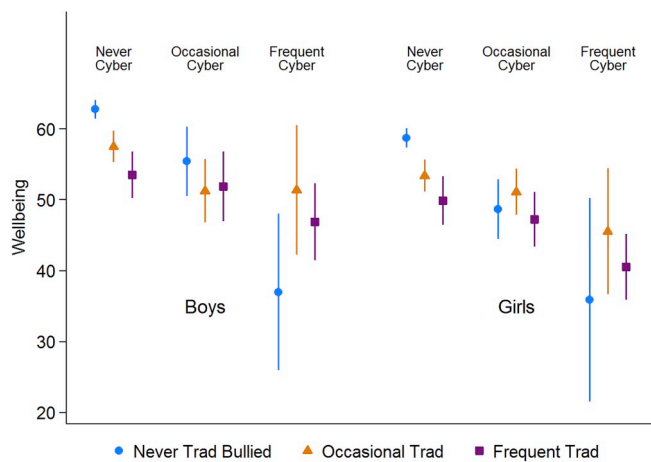 Never Cyber
Occasional Cyber
Frequent Cyber
Never Cyber
Occasional Cyber
Frequent Cyber
60
50
40
30
20
Wellbeing
Boys
Girls
Never Trad Bullied
Occasional Trad
Frequent Trad